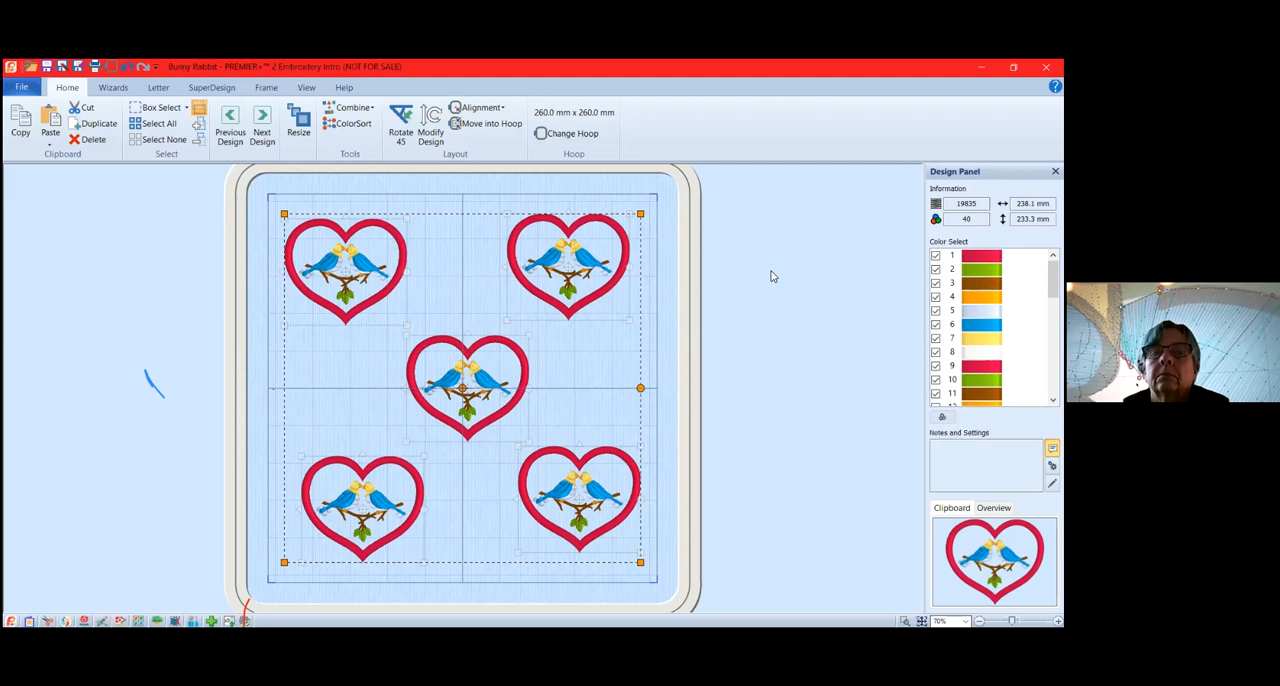 Bunny Rabbit - PREMIER+™ 2 Embroidery Intro (NOT FOR SALE)
File Home Wizards Letter SuperDesign Frame View Help
Copy
Paste
Cut
Duplicate
Delete
Clipboard
Box Select
Select All
Select None
Select
Previous Design
Next Design
Resize
Combine
ColorSort
Tools
Rotate 45
Modify Design
Alignment
Move into Hoop
Layout
260.0 mm x 260.0 mm
Change Hoop
Hoop
Design Panel
Information
19835 238.1 mm
40 233.3 mm
Color Select
1
2
3
4
5
6
7
8
9
10
11
Notes and Settings
Clipboard Overview
70%